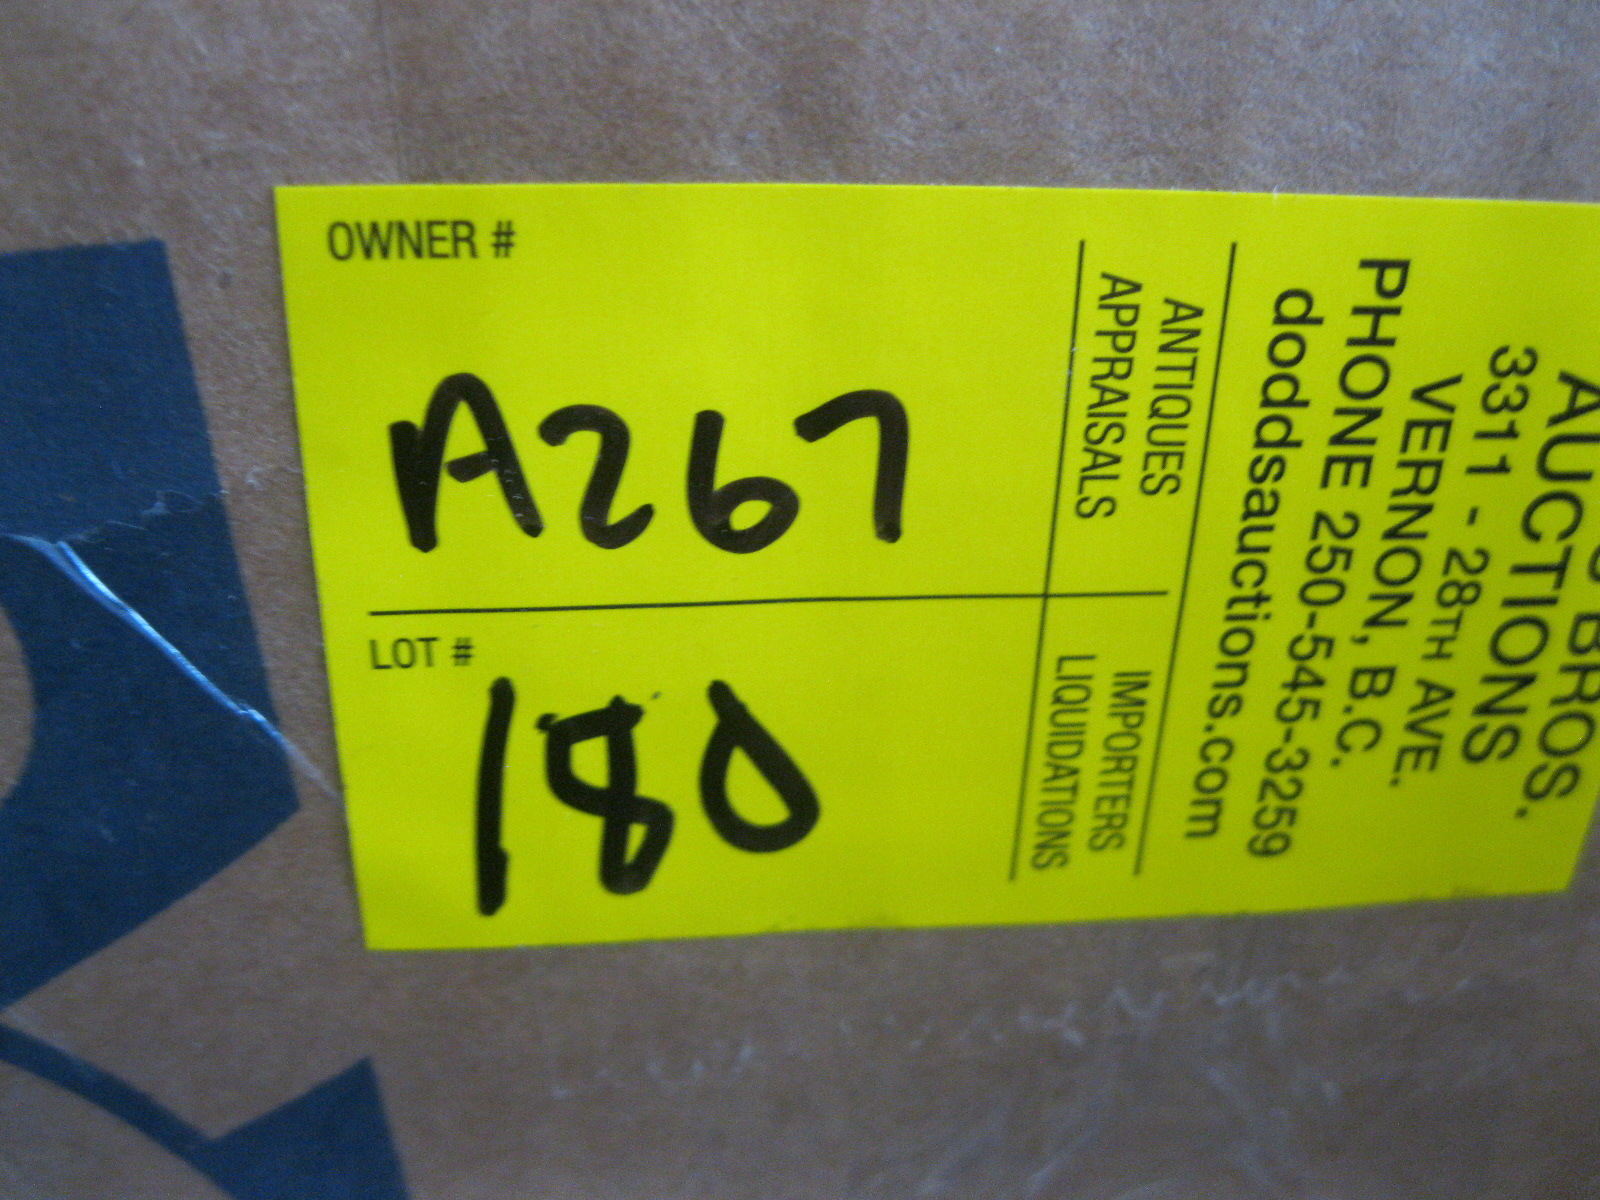 OWNER #
A267
LOT #
180
ANTIQUES
APPRAISALS
IMPORTERS
LIQUIDATIONS
BROS.
AUCTIONS
3311 - 28TH AVE.
VERNON, B.C.
PHONE 250-545-3259
doddsauctions.com